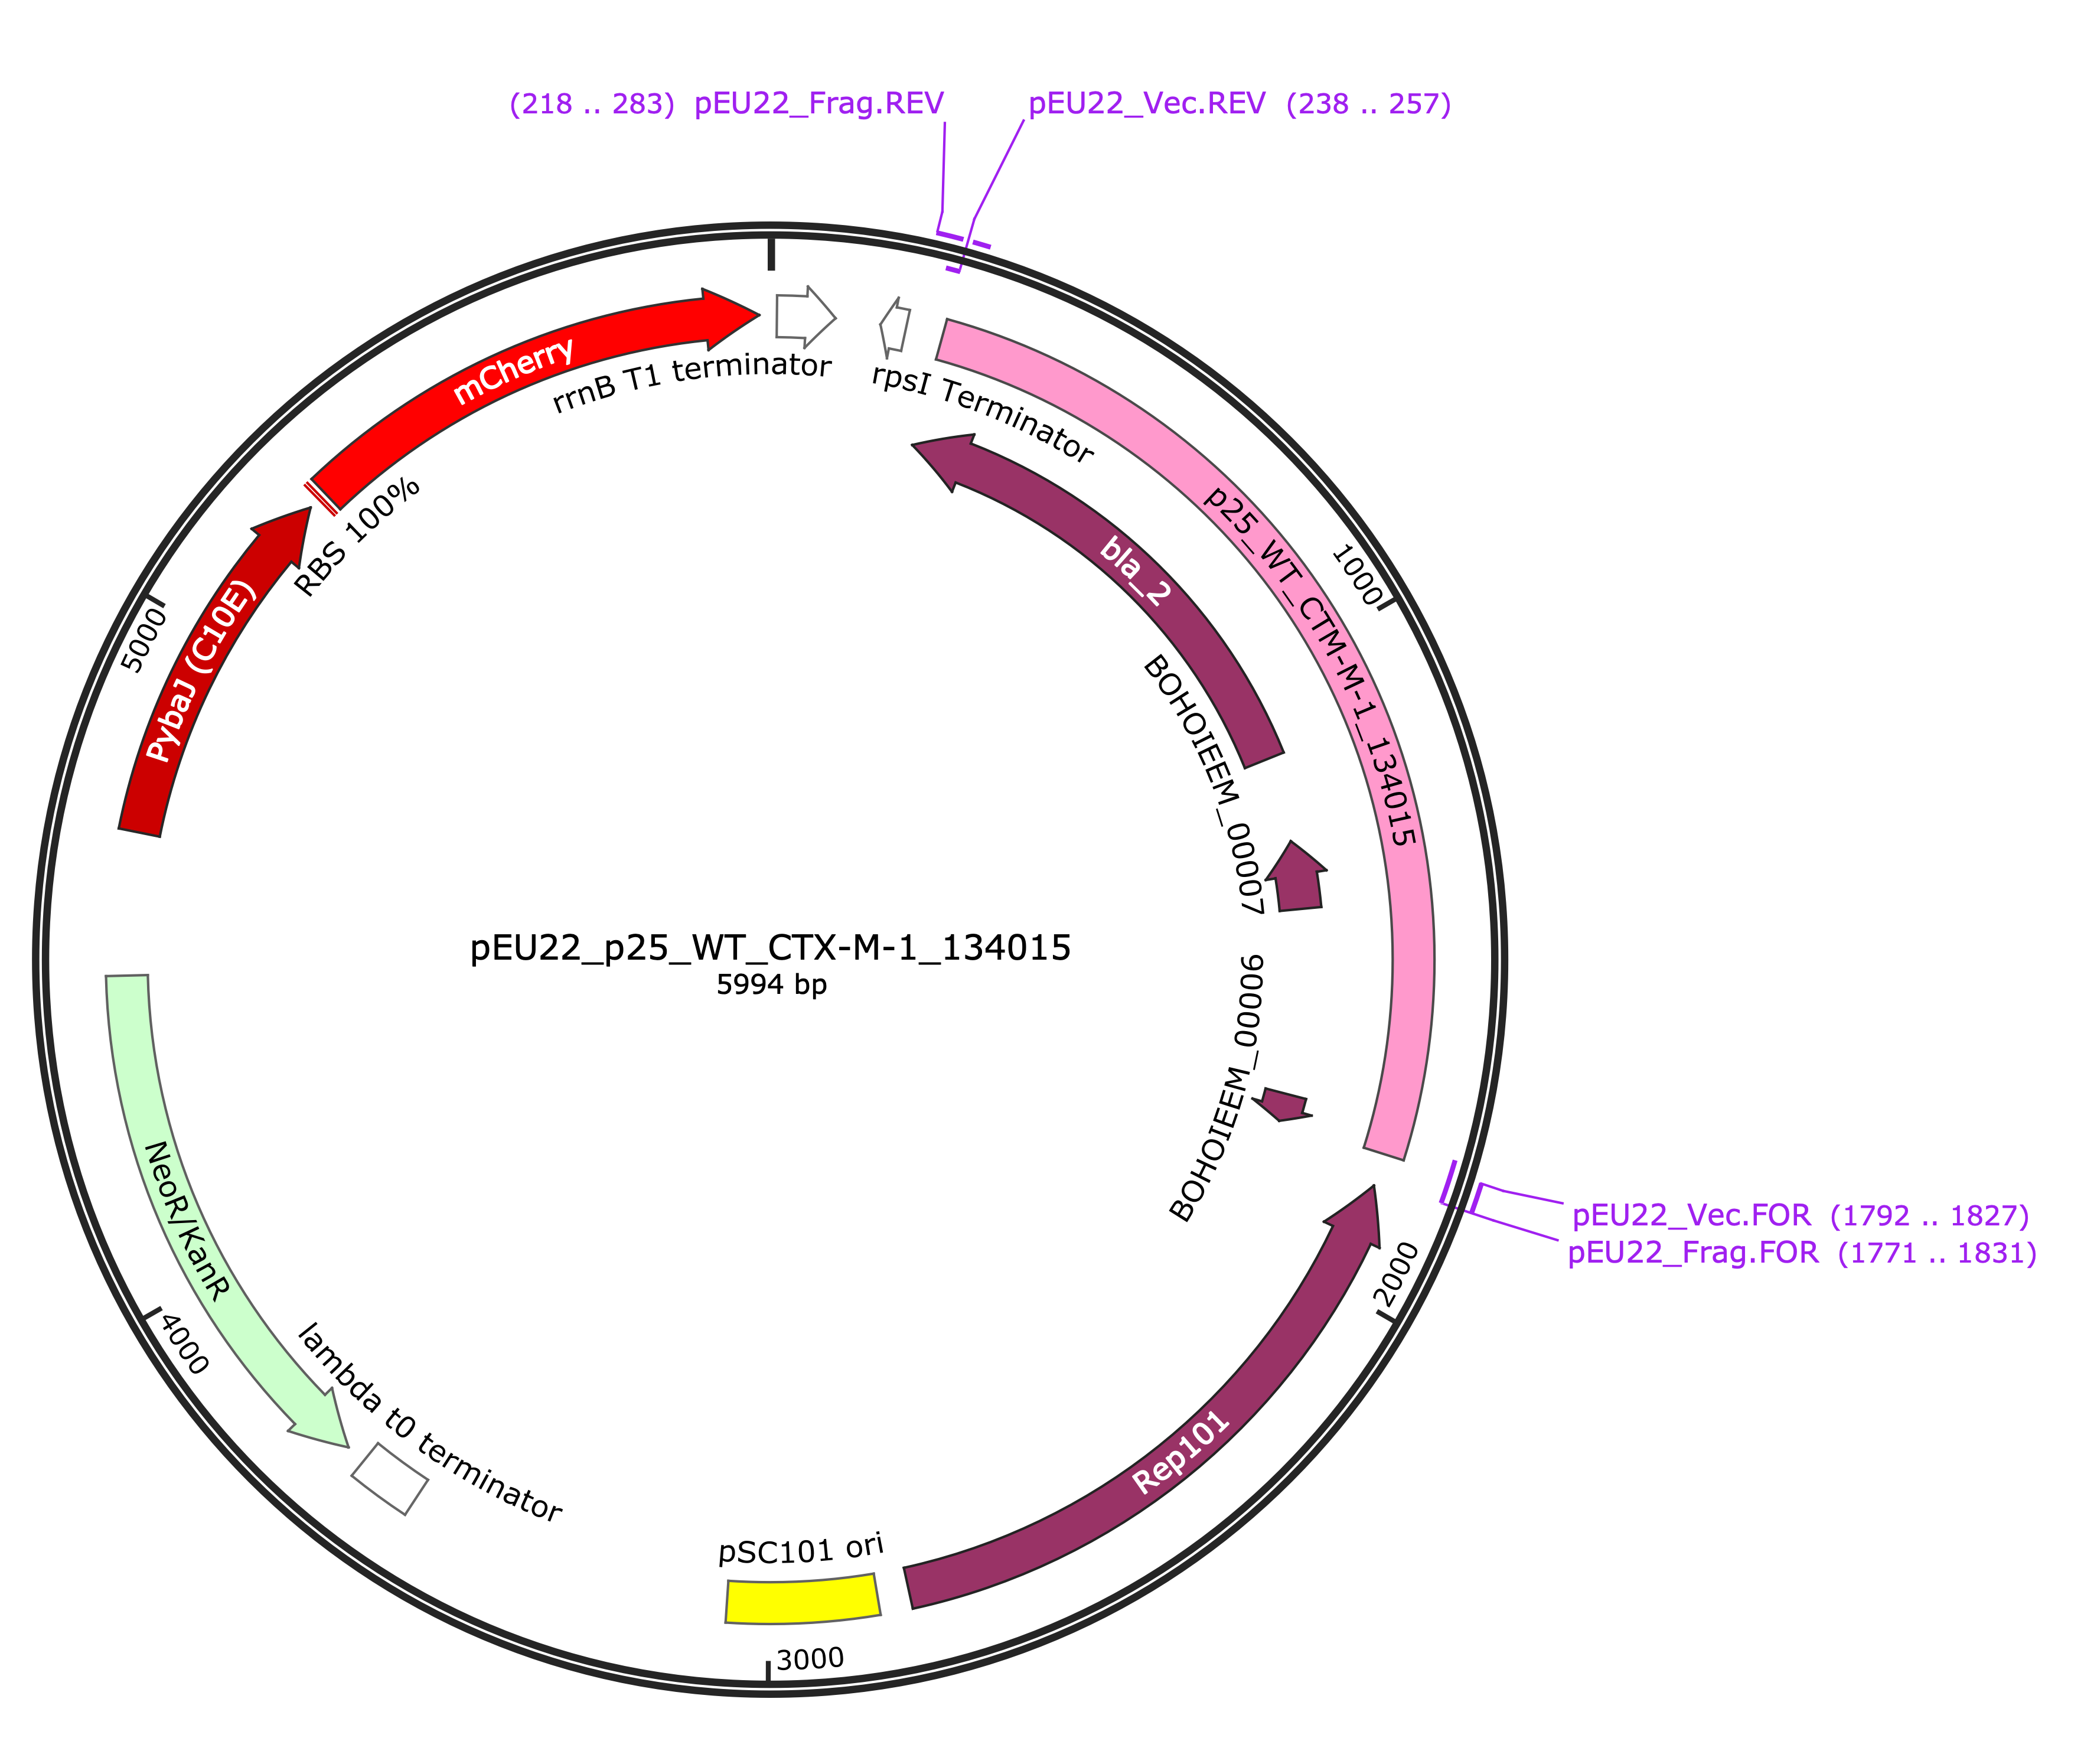 (218 .. 283) pEU22_Frag.REV
pEU22_Vec.REV (238 .. 257)
mCherry
rrnB T1 terminator
rpsI Terminator
p25_WT_CTM-M-1_134015
1000
bla_2
RBS 100%
PybaJ (C10E)
5000
BOHOIEEM_00007
pEU22_p25_WT_CTX-M-1_134015
5994 bp
BOHOIEEM_00006
pEU22_Vec.FOR (1792 .. 1827)
pEU22_Frag.FOR (1771 .. 1831)
2000
NeoR/KanR
4000
lambda t0 terminator
Rep101
pSC101 ori
3000